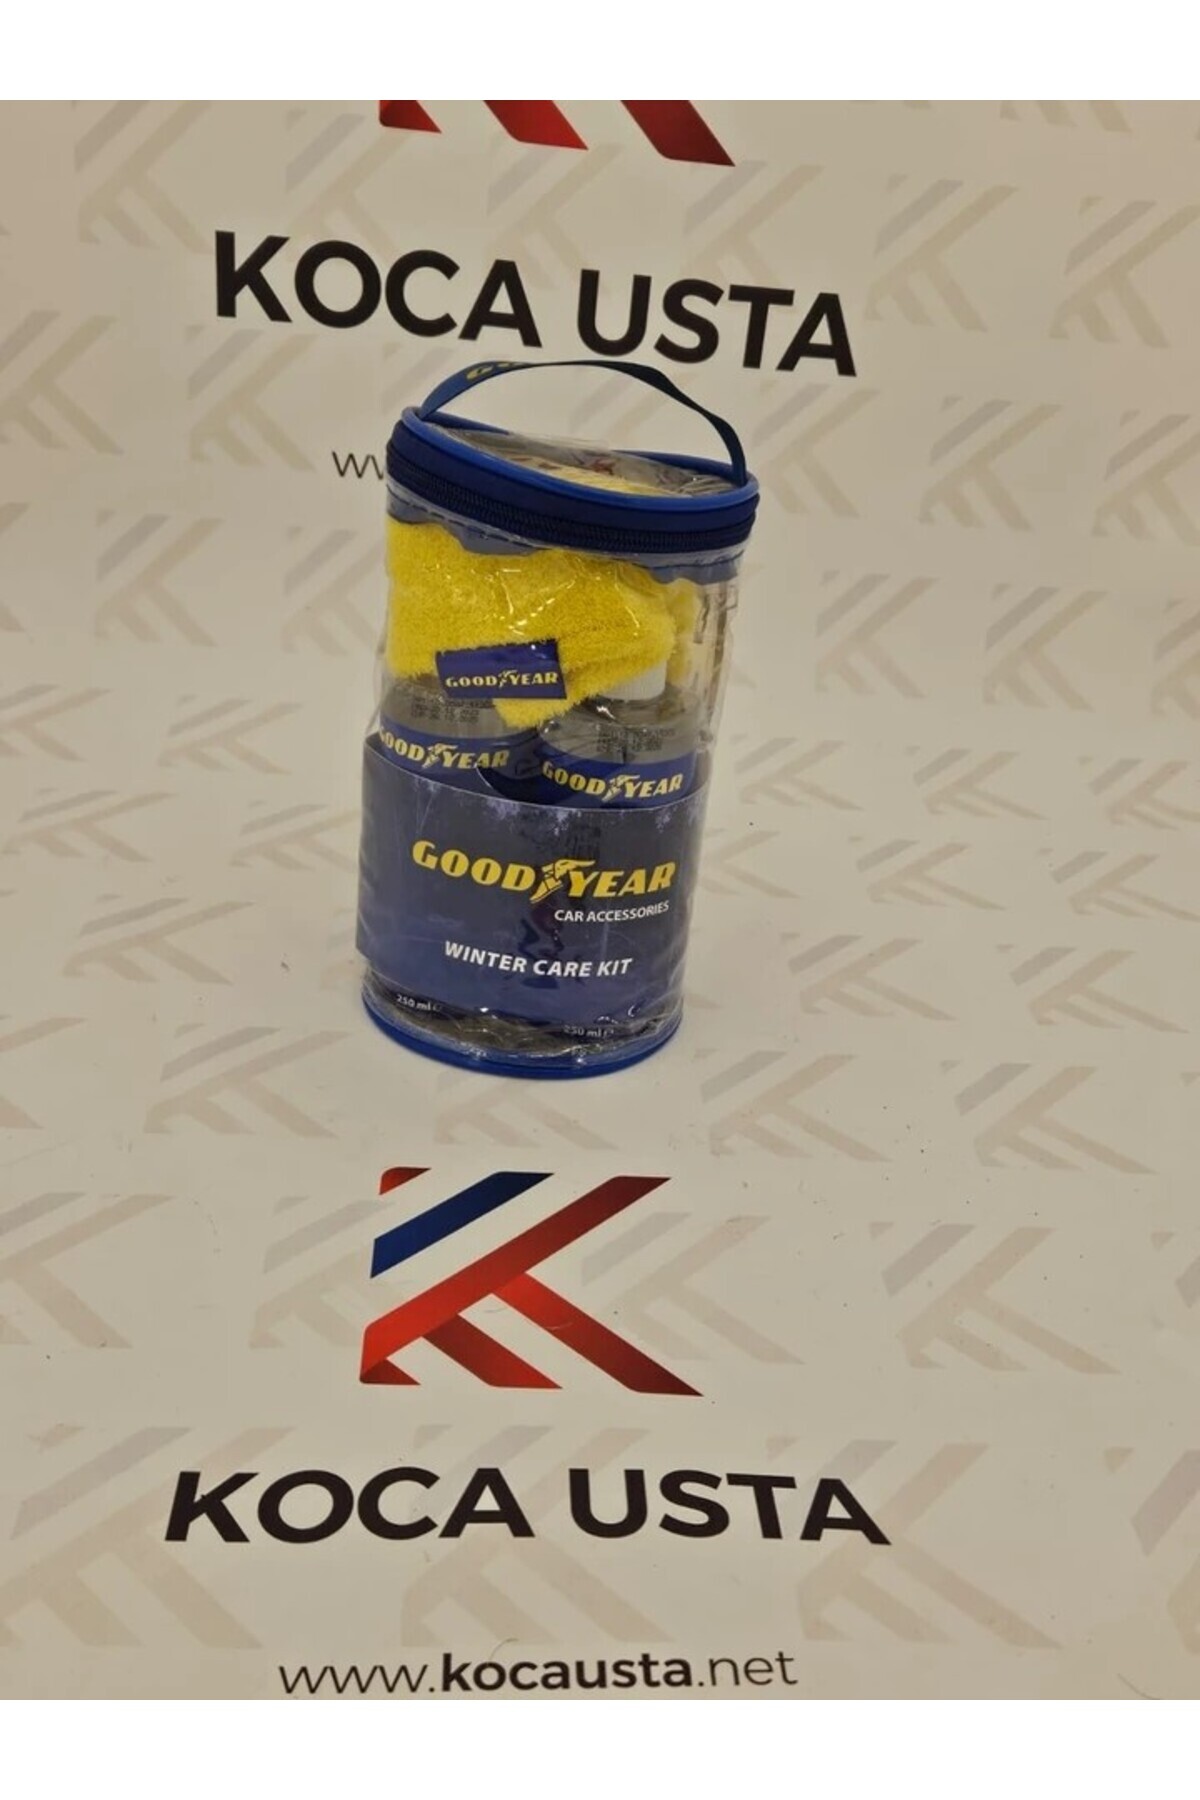 KOCA USTA
GOODYEAR
GOODYEAR
GOODYEAR
GOODYEAR
CAR ACCESSORIES
WINTER CARE KIT
250 ml e
250 ml e
KOCA USTA
www.kocausta.net